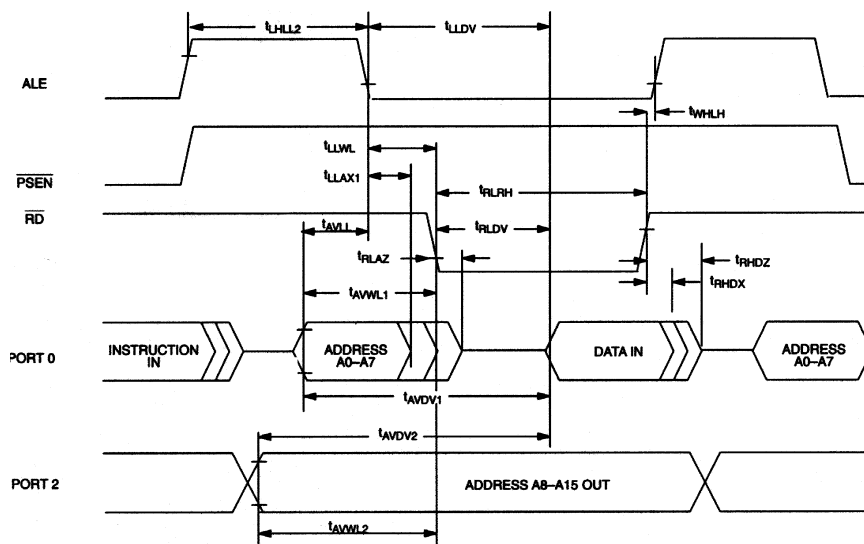 tLHLL2
tLLDV
ALE
tWHLH
tLLWL
PSEN
tLLAX1
tRLRH
RD
tAVLL
tRLDV
tRLAZ
tRHDZ
tRHDX
tAVWL1
PORT 0
INSTRUCTION
IN
ADDRESS
A0–A7
DATA IN
ADDRESS
A0–A7
tAVDV1
tAVDV2
PORT 2
ADDRESS A8–A15 OUT
tAVWL2